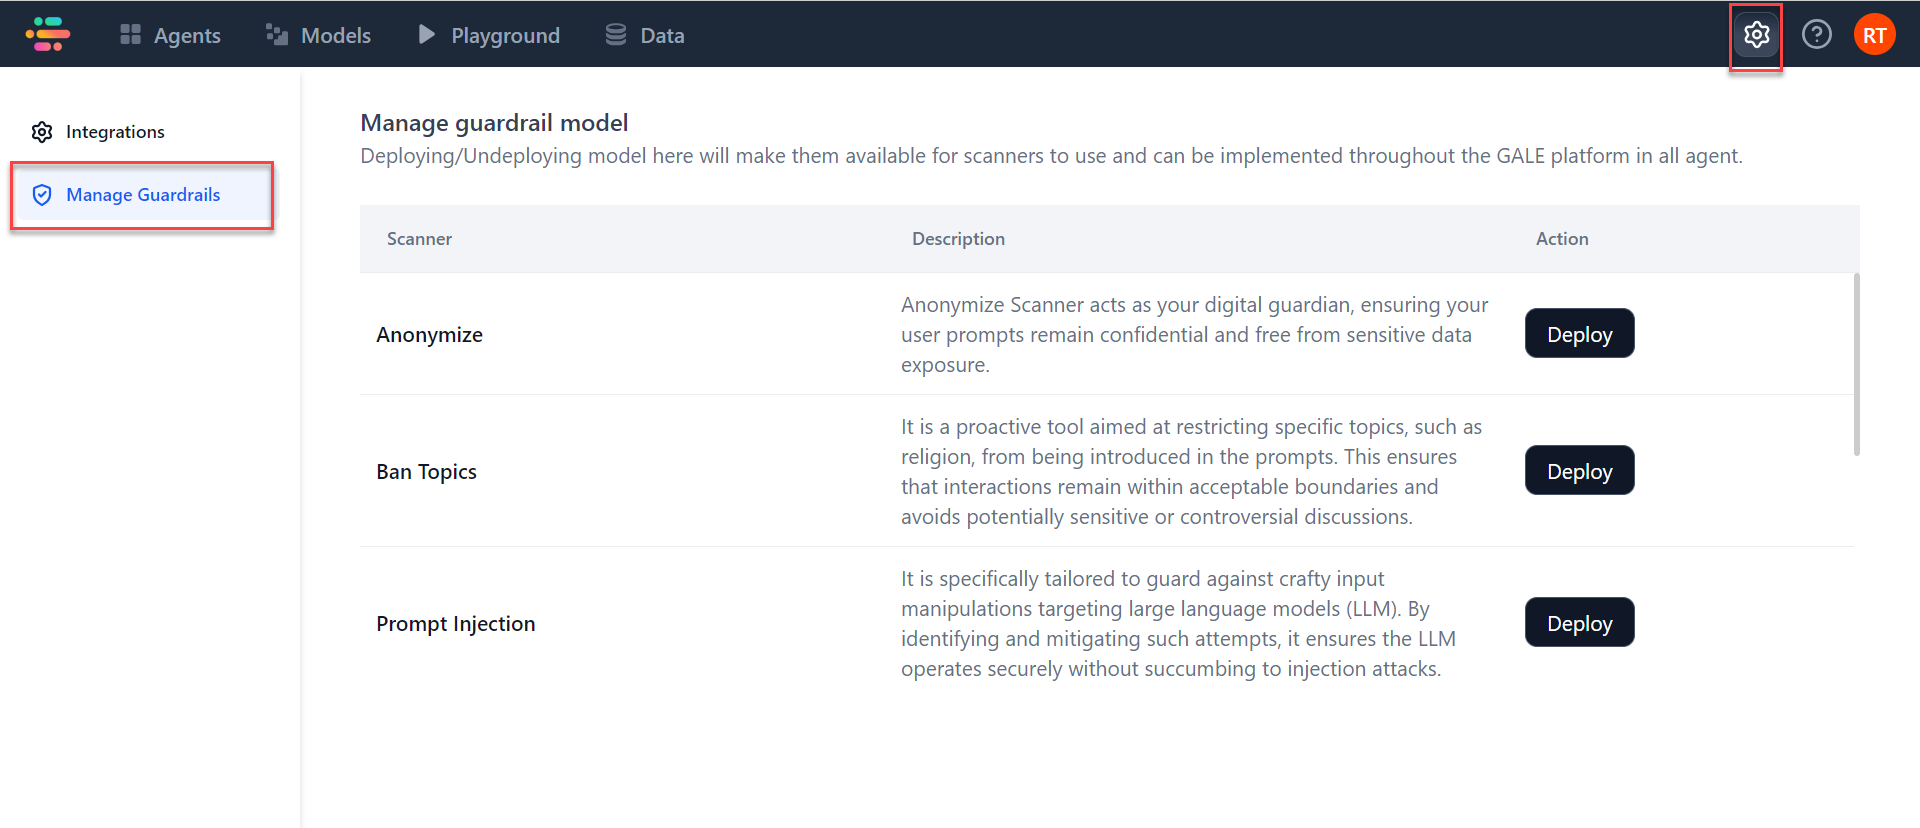 Agents
Models
Playground
Data
RT
Integrations
Manage Guardrails
Manage guardrail model
Deploying/Undeploying model here will make them available for scanners to use and can be implemented throughout the GALE platform in all agent.
Scanner
Description
Action
Anonymize
Anonymize Scanner acts as your digital guardian, ensuring your
user prompts remain confidential and free from sensitive data
exposure.
Deploy
Ban Topics
It is a proactive tool aimed at restricting specific topics, such as
religion, from being introduced in the prompts. This ensures
that interactions remain within acceptable boundaries and
avoids potentially sensitive or controversial discussions.
Deploy
Prompt Injection
It is specifically tailored to guard against crafty input
manipulations targeting large language models (LLM). By
identifying and mitigating such attempts, it ensures the LLM
operates securely without succumbing to injection attacks.
Deploy